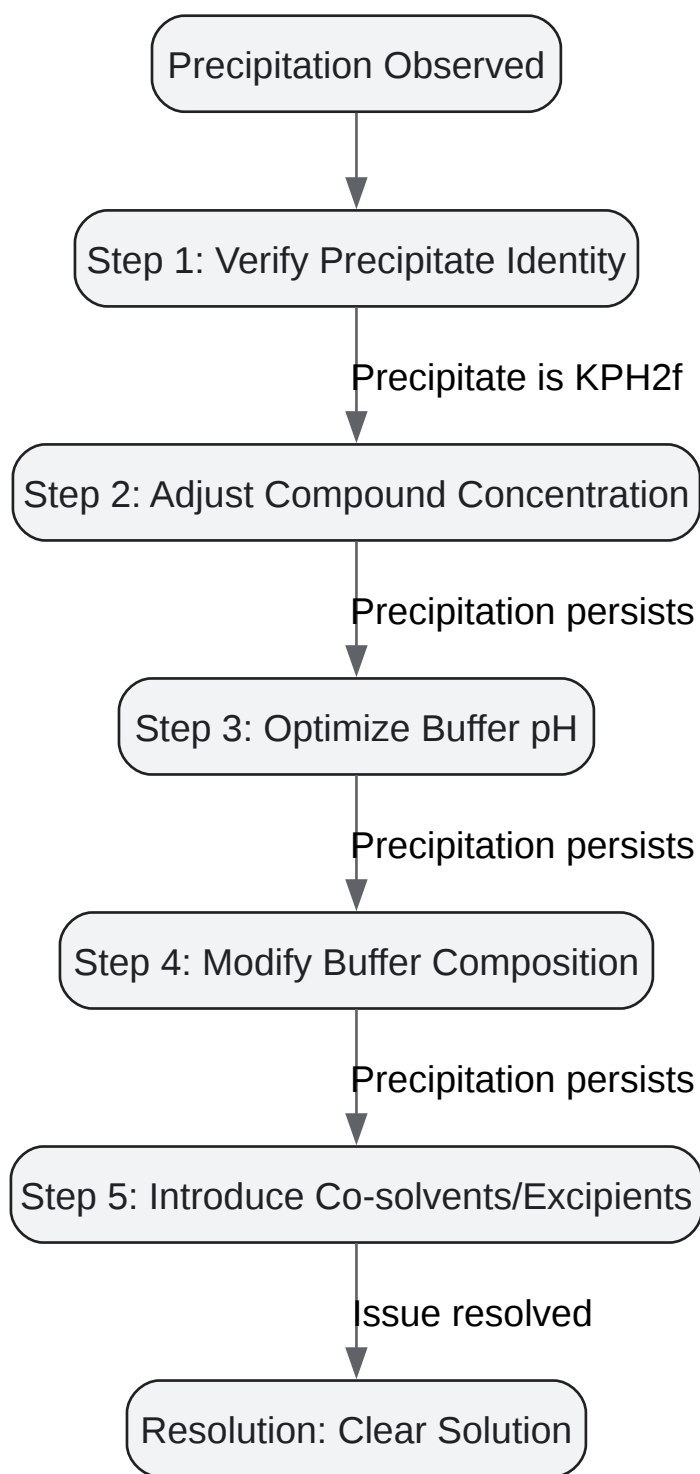 Precipitation Observed
Step 1: Verify Precipitate Identity
Precipitate is KPH2f
Step 2: Adjust Compound Concentration
Precipitation persists
Step 3: Optimize Buffer pH
Precipitation persists
Step 4: Modify Buffer Composition
Precipitation persists
Step 5: Introduce Co-solvents/Excipients
Issue resolved
Resolution: Clear Solution